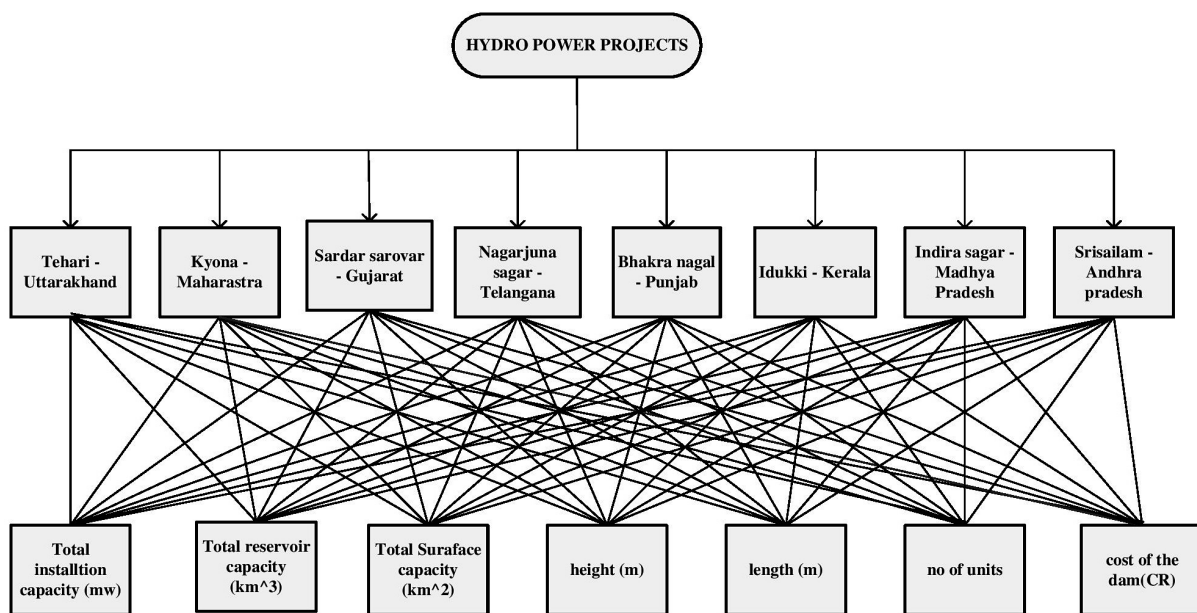 HYDRO POWER PROJECTS
Tehari -
Uttarakhand
Kyona -
Maharastra
Sardar sarovar
- Gujarat
Nagarjuna
sagar -
Telangana
Bhakra nagal
- Punjab
Idukki - Kerala
Indira sagar -
Madhya
Pradesh
Srisailam -
Andhra
pradesh
Total
installtion
capacity (mw)
Total reservoir
capacity
(km^3)
Total Suraface
capacity
(km^2)
height (m)
length (m)
no of units
cost of the
dam(CR)